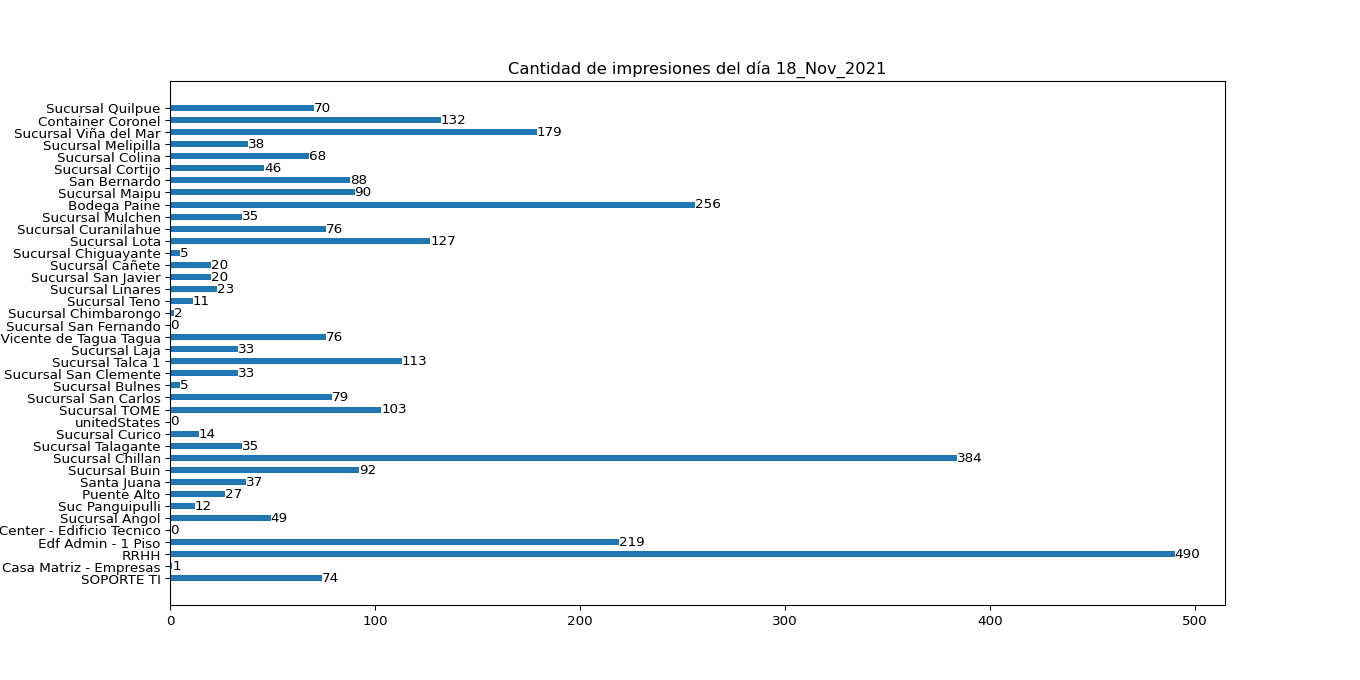 Cantidad de impresiones del día 18_Nov_2021
Sucursal Quilpue 70
Container Coronel 132
Sucursal Viña del Mar 179
Sucursal Melipilla 38
Sucursal Colina 68
Sucursal Cortijo 46
San Bernardo 88
Sucursal Maipu 90
Bodega Paine 256
Sucursal Mulchen 35
Sucursal Curanilahue 76
Sucursal Lota 127
Sucursal Chiguayante 5
Sucursal Cañete 20
Sucursal San Javier 20
Sucursal Linares 23
Sucursal Teno 11
Sucursal Chimbarongo 2
Sucursal San Fernando 0
Vicente de Tagua Tagua 76
Sucursal Laja 33
Sucursal Talca 1 113
Sucursal San Clemente 33
Sucursal Bulnes 5
Sucursal San Carlos 79
Sucursal TOME 103
unitedStates 0
Sucursal Curico 14
Sucursal Talagante 35
Sucursal Chillan 384
Sucursal Buin 92
Santa Juana 37
Puente Alto 27
Suc Panguipulli 12
Sucursal Angol 49
Center - Edificio Tecnico 0
Edf Admin - 1 Piso 219
RRHH 490
Casa Matriz - Empresas 1
SOPORTE TI 74
0 100 200 300 400 500